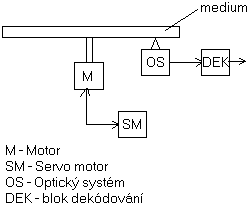 medium
M
OS
DEK
SM
M - Motor
SM - Servo motor
OS - Optický systém
DEK - blok dekódování